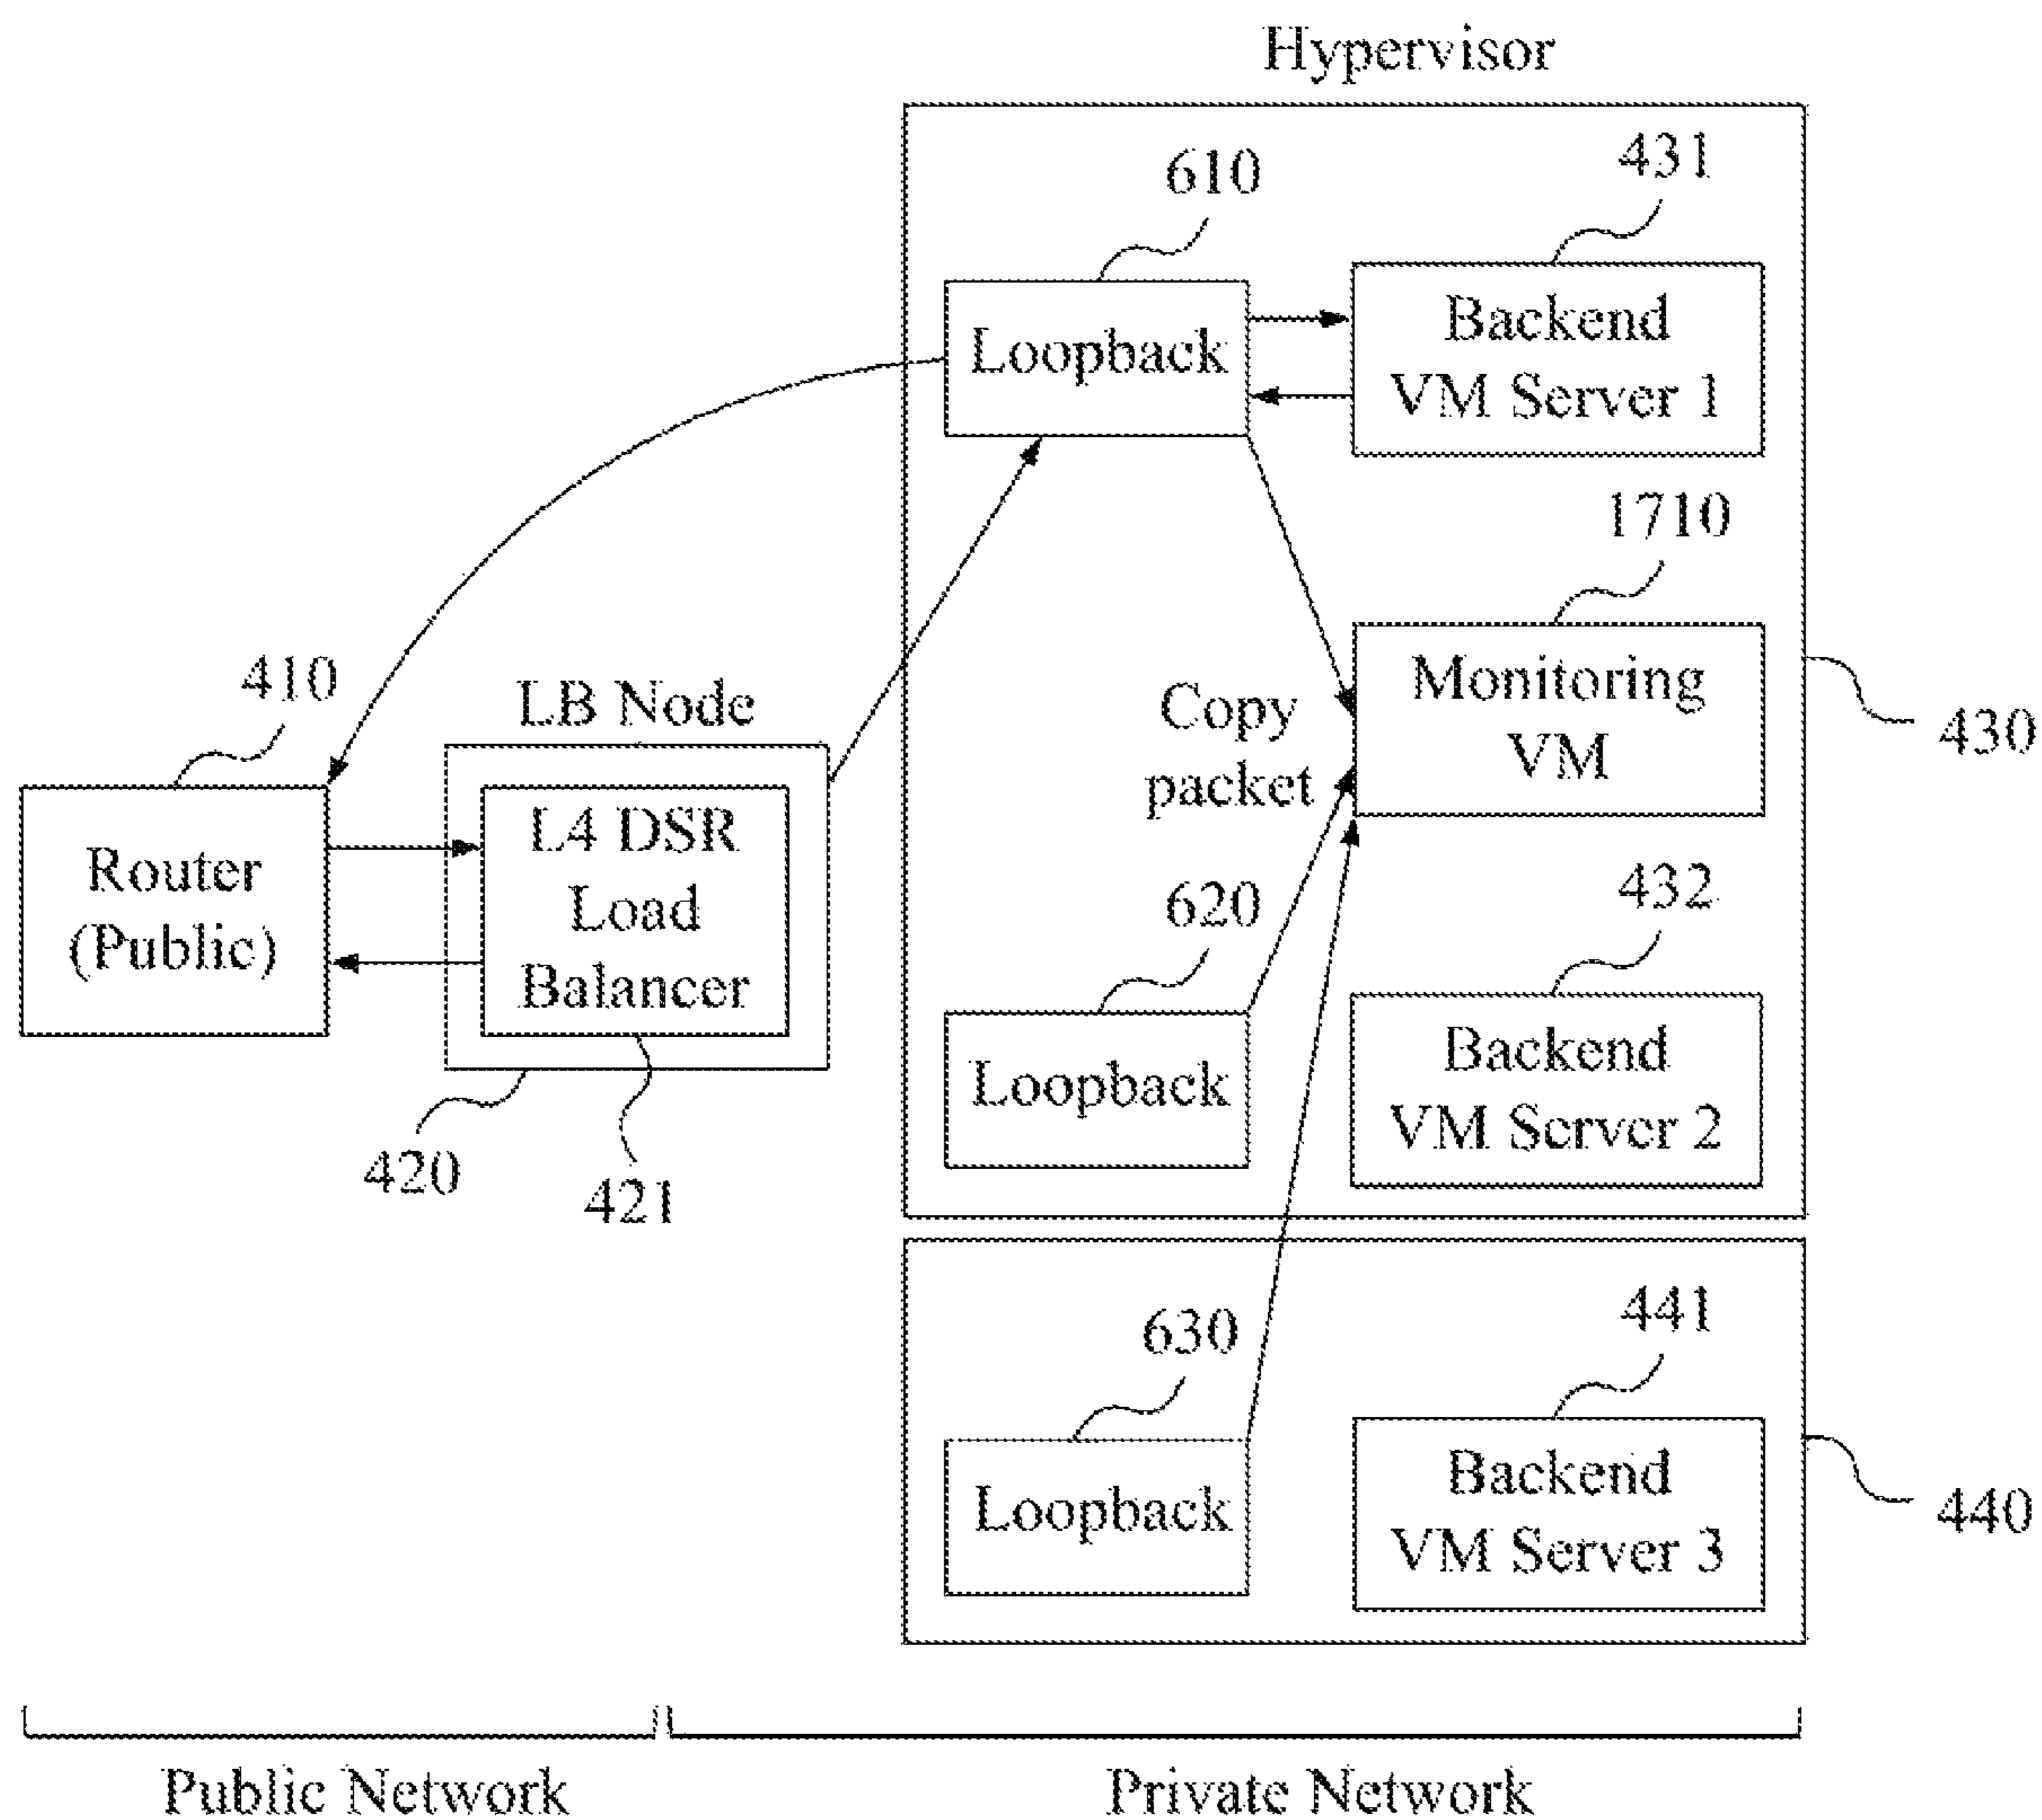 Hypervisor
610
431
Loopback
Backend
VM Server 1
1710
410
LB Node
Copy
packet
Monitoring
VM
430
Router
(Public)
L4 DSR
Load
Balancer
620
432
Loopback
Backend
VM Server 2
420
421
630
441
Loopback
Backend
VM Server 3
440
Public Network
Private Network